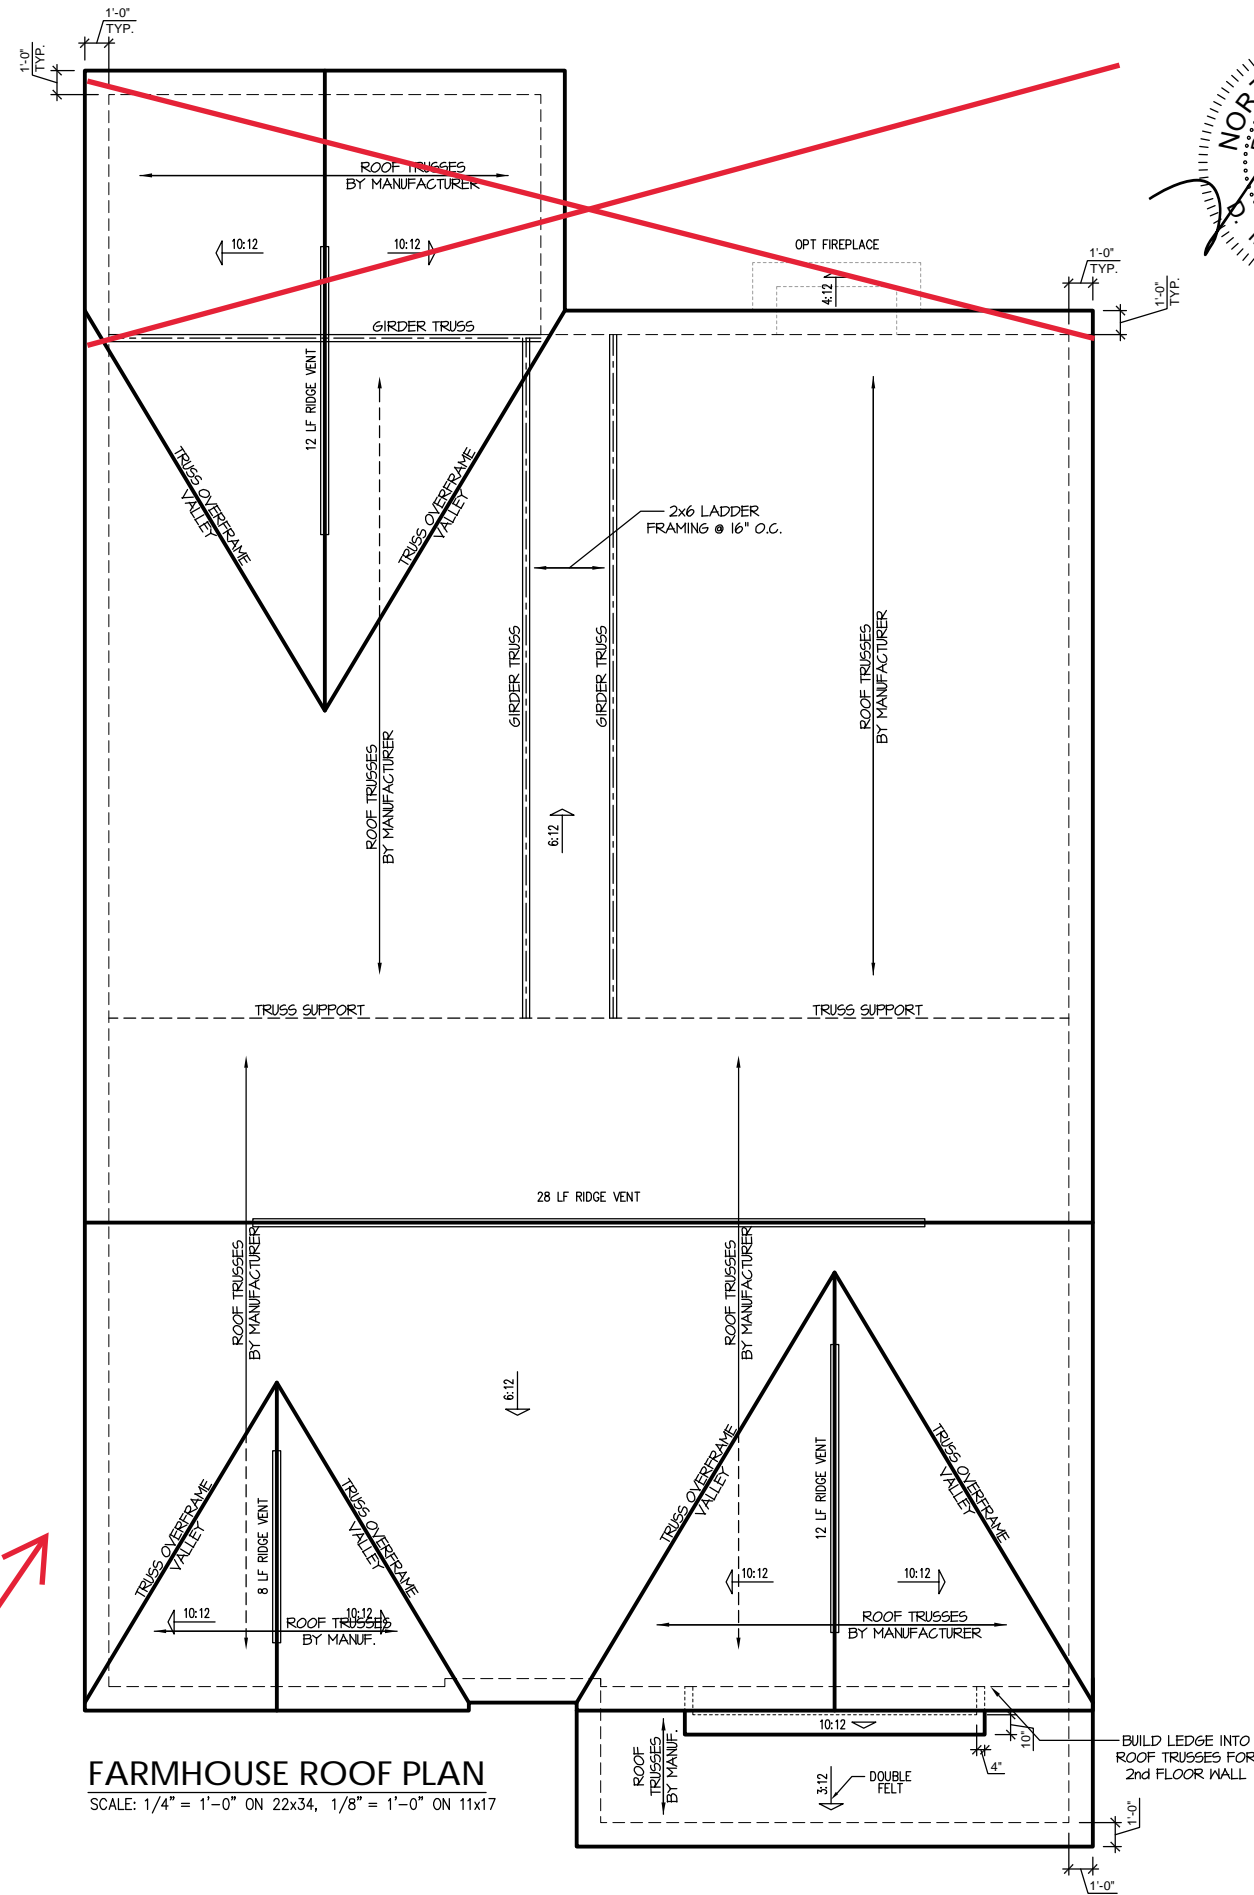 1'-0"
TYP.
1'-0"
TYP.
NOR
ROOF TRUSSES
BY MANUFACTURER
10:12
10:12
OPT FIREPLACE
4:12
1'-0"
TYP.
1'-0"
TYP.
GIRDER TRUSS
12 LF RIDGE VENT
TRUSS OVERFRAME
VALLEY
TRUSS OVERFRAME
VALLEY
2x6 LADDER
FRAMING @ 16" O.C.
GIRDER TRUSS
GIRDER TRUSS
ROOF TRUSSES
BY MANUFACTURER
ROOF TRUSSES
BY MANUFACTURER
6:12
TRUSS SUPPORT
TRUSS SUPPORT
28 LF RIDGE VENT
ROOF TRUSSES
BY MANUFACTURER
ROOF TRUSSES
BY MANUFACTURER
6:12
TRUSS OVERFRAME
VALLEY
8 LF RIDGE VENT
TRUSS OVERFRAME
VALLEY
TRUSS OVERFRAME
VALLEY
12 LF RIDGE VENT
TRUSS OVERFRAME
VALLEY
10:12
10:12
10:12
10:12
ROOF TRUSSES
BY MANUF.
ROOF TRUSSES
BY MANUFACTURER
10:12
10"
4"
ROOF
TRUSSES
BY MANUF.
3:12
DOUBLE
FELT
BUILD LEDGE INTO
ROOF TRUSSES FOR
2nd FLOOR WALL
1'-0"
1'-0"
FARMHOUSE ROOF PLAN
SCALE: 1/4" = 1'-0" ON 22x34, 1/8" = 1'-0" ON 11x17